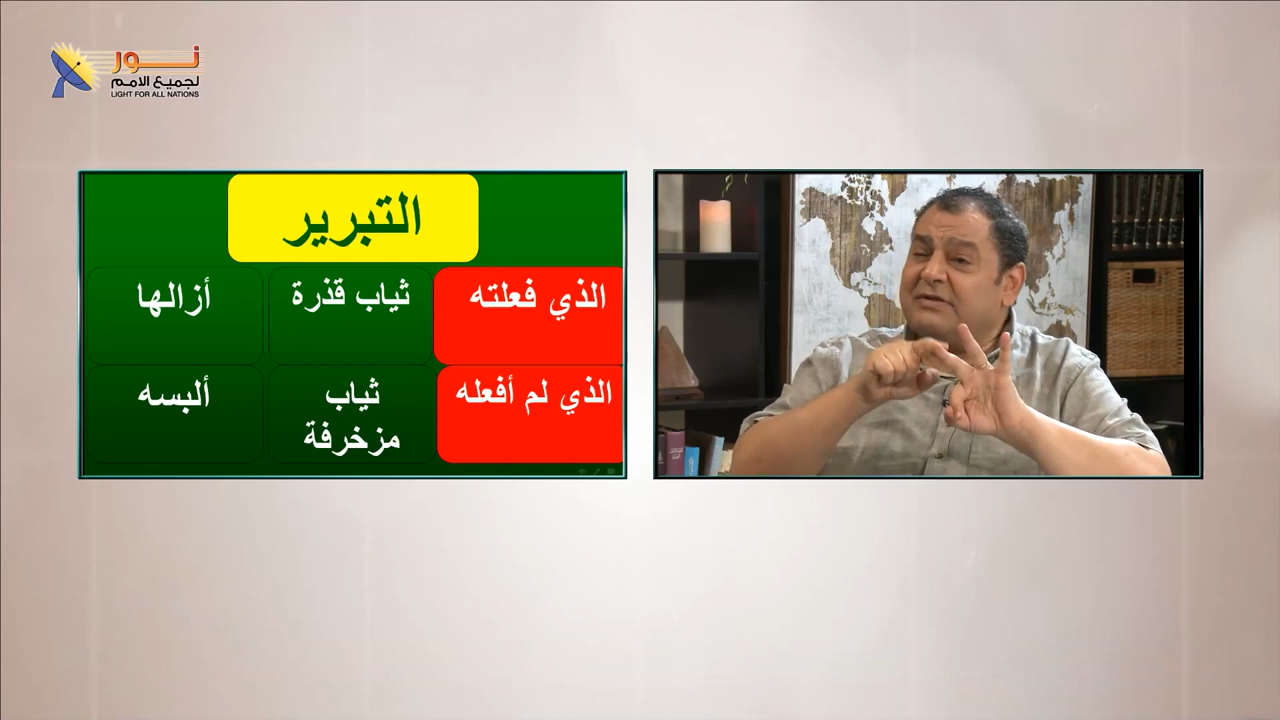 نور
لجميع الامم
LIGHT FOR ALL NATIONS
التبرير
الذي فعلته
ثياب قذرة
أزالها
الذي لم أفعله
ثياب
مزخرفة
ألبسه